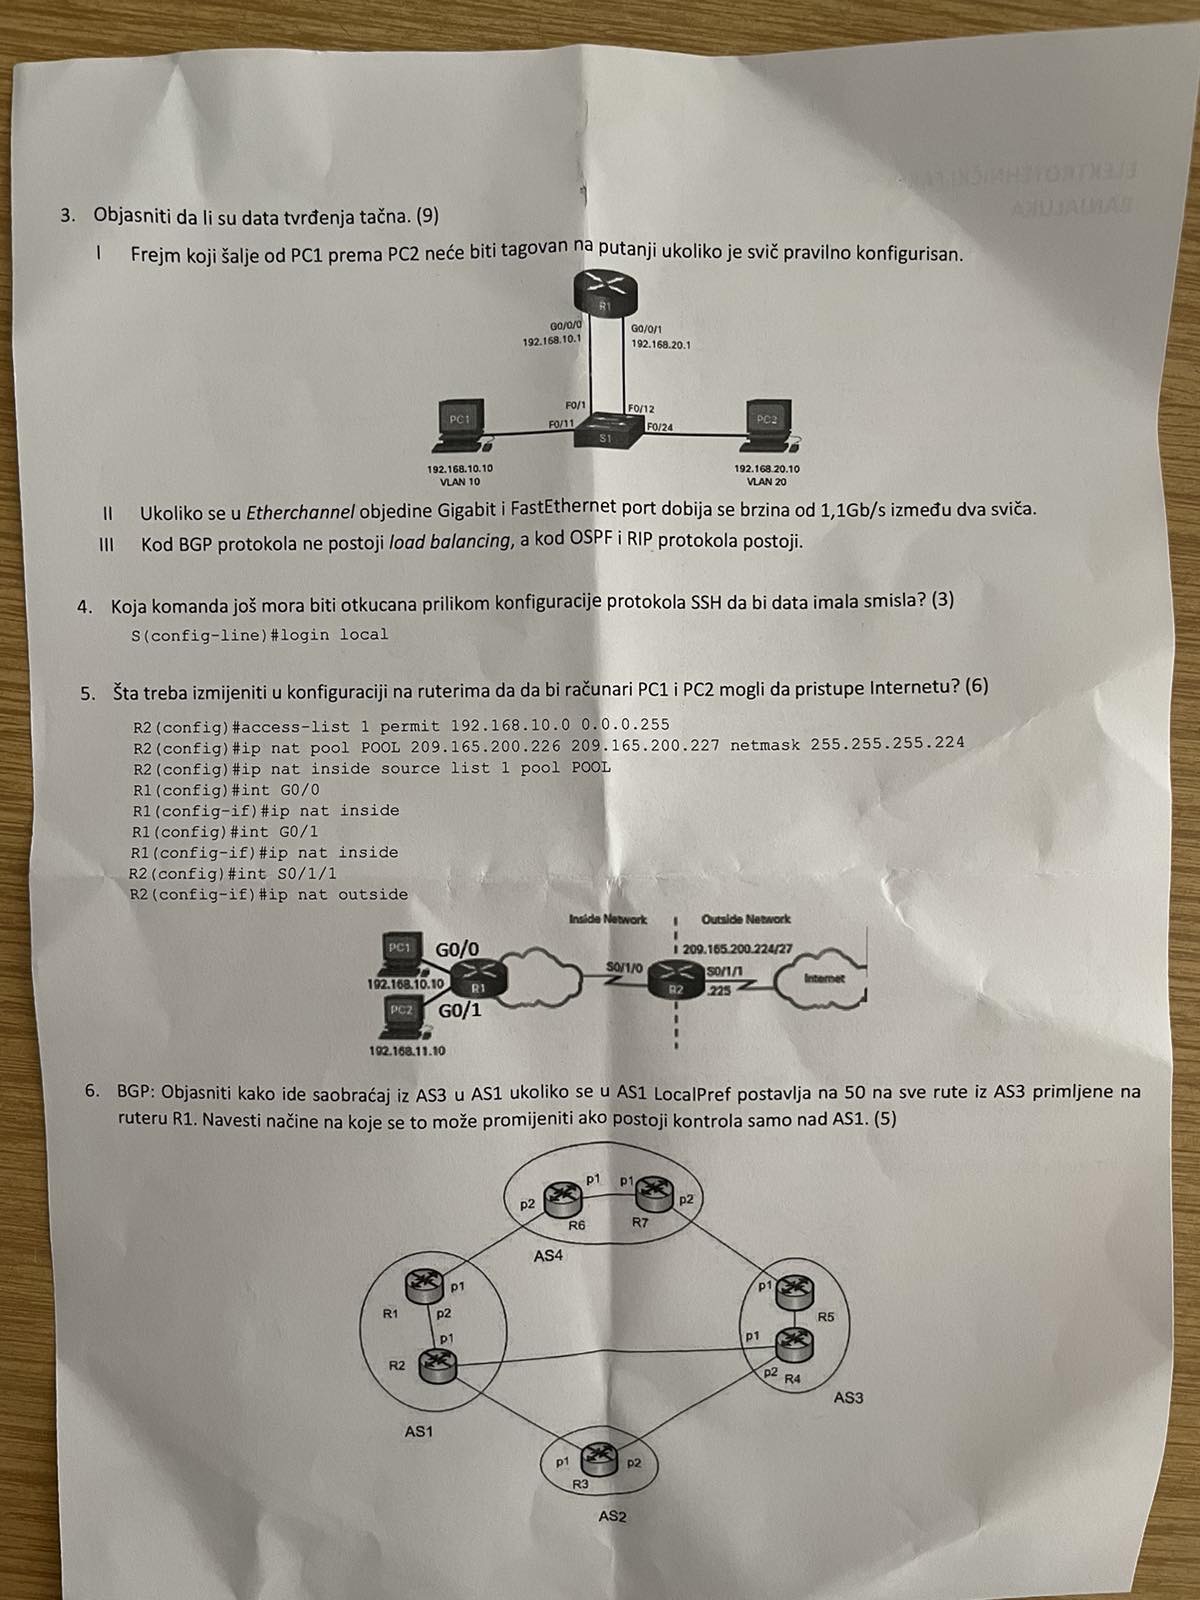 ELEKTROTEHNIČKI FAK
BANJALUKA
3. Objasniti da li su data tvrđenja tačna. (9)
I Frejm koji šalje od PC1 prema PC2 neće biti tagovan na putanji ukoliko je svič pravilno konfigurisan.
R1
G0/0/0 G0/0/1
192.168.10.1 192.168.20.1
F0/1 F0/12
PC1 F0/11 S1 F0/24 PC2
192.168.10.10 192.168.20.10
VLAN 10 VLAN 20
II Ukoliko se u Etherchannel objedine Gigabit i FastEthernet port dobija se brzina od 1,1Gb/s između dva sviča.
III Kod BGP protokola ne postoji load balancing, a kod OSPF i RIP protokola postoji.
4. Koja komanda još mora biti otkucana prilikom konfiguracije protokola SSH da bi data imala smisla? (3)
S(config-line)#login local
5. Šta treba izmijeniti u konfiguraciji na ruterima da da bi računari PC1 i PC2 mogli da pristupe Internetu? (6)
R2(config)#access-list 1 permit 192.168.10.0 0.0.0.255
R2(config)#ip nat pool POOL 209.165.200.226 209.165.200.227 netmask 255.255.255.224
R2(config)#ip nat inside source list 1 pool POOL
R1(config)#int G0/0
R1(config-if)#ip nat inside
R1(config)#int G0/1
R1(config-if)#ip nat inside
R2(config)#int S0/1/1
R2(config-if)#ip nat outside
Inside Network Outside Network
PC1 G0/0 209.165.200.224/27
S0/1/0 S0/1/1 Internet
192.168.10.10 R1 R2 .225
PC2 G0/1
192.168.11.10
6. BGP: Objasniti kako ide saobraćaj iz AS3 u AS1 ukoliko se u AS1 LocalPref postavlja na 50 na sve rute iz AS3 primljene na
ruteru R1. Navesti načine na koje se to može promijeniti ako postoji kontrola samo nad AS1. (5)
p1 p1
p2 p2
R6 R7
AS4
p1 p1
R1 p2 R5
p1 p1
R2 p2 R4
AS3
AS1
p1 p2
R3
AS2